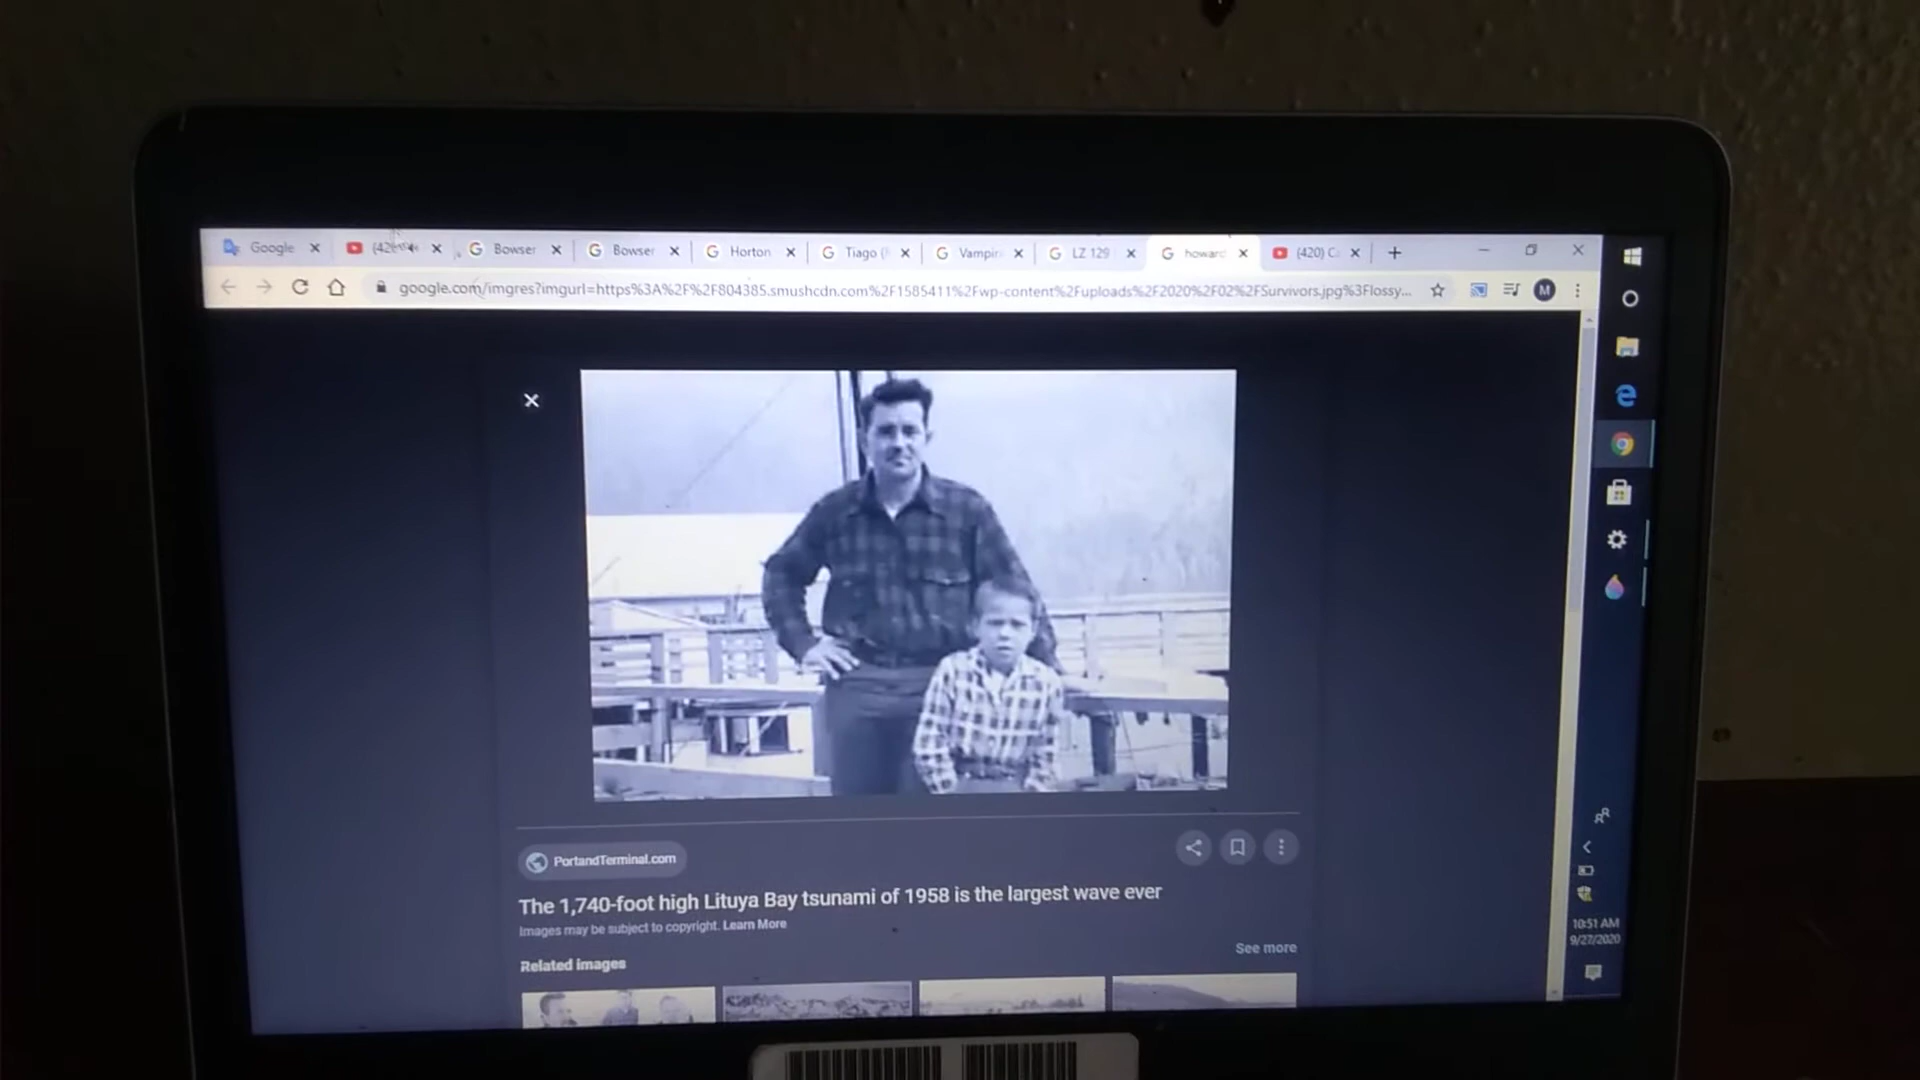 Google
Bowser
Bowser
Horton
Tiago (
Vampir
LZ 129
howard
(420) C
google.com/imgres?imgurl=https%3A%2F%2F804385.smushcdn.com%2F1585411%2Fwp-content%2Fuploads%2F2020%2F02%2FSurvivors.jpg%3Flossy...
M
PortandTerminal.com
The 1,740-foot high Lituya Bay tsunami of 1958 is the largest wave ever
Images may be subject to copyright. Learn More
See more
Related images
10:51 AM
9/27/2020